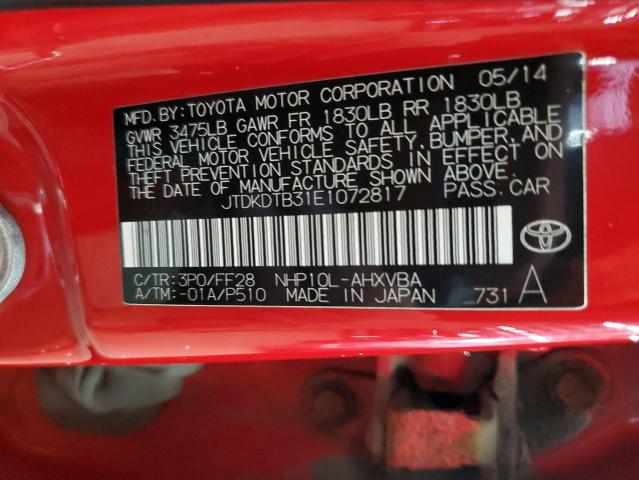 MFD.BY: TOYOTA MOTOR CORPORATION 05/14
GVWR 3475LB GAWR FR 1830LB RR 1830LB
THIS VEHICLE CONFORMS TO ALL APPLICABLE
FEDERAL MOTOR VEHICLE SAFETY, BUMPER, AND
THEFT PREVENTION STANDARDS IN EFFECT ON
THE DATE OF MANUFACTURE SHOWN ABOVE.
JTDKDTB31E1072817 PASS.CAR
C/TR:3P0/FF28 NHP10L-AHXVBA
A/TM:-01A/P510 MADE IN JAPAN 731 A